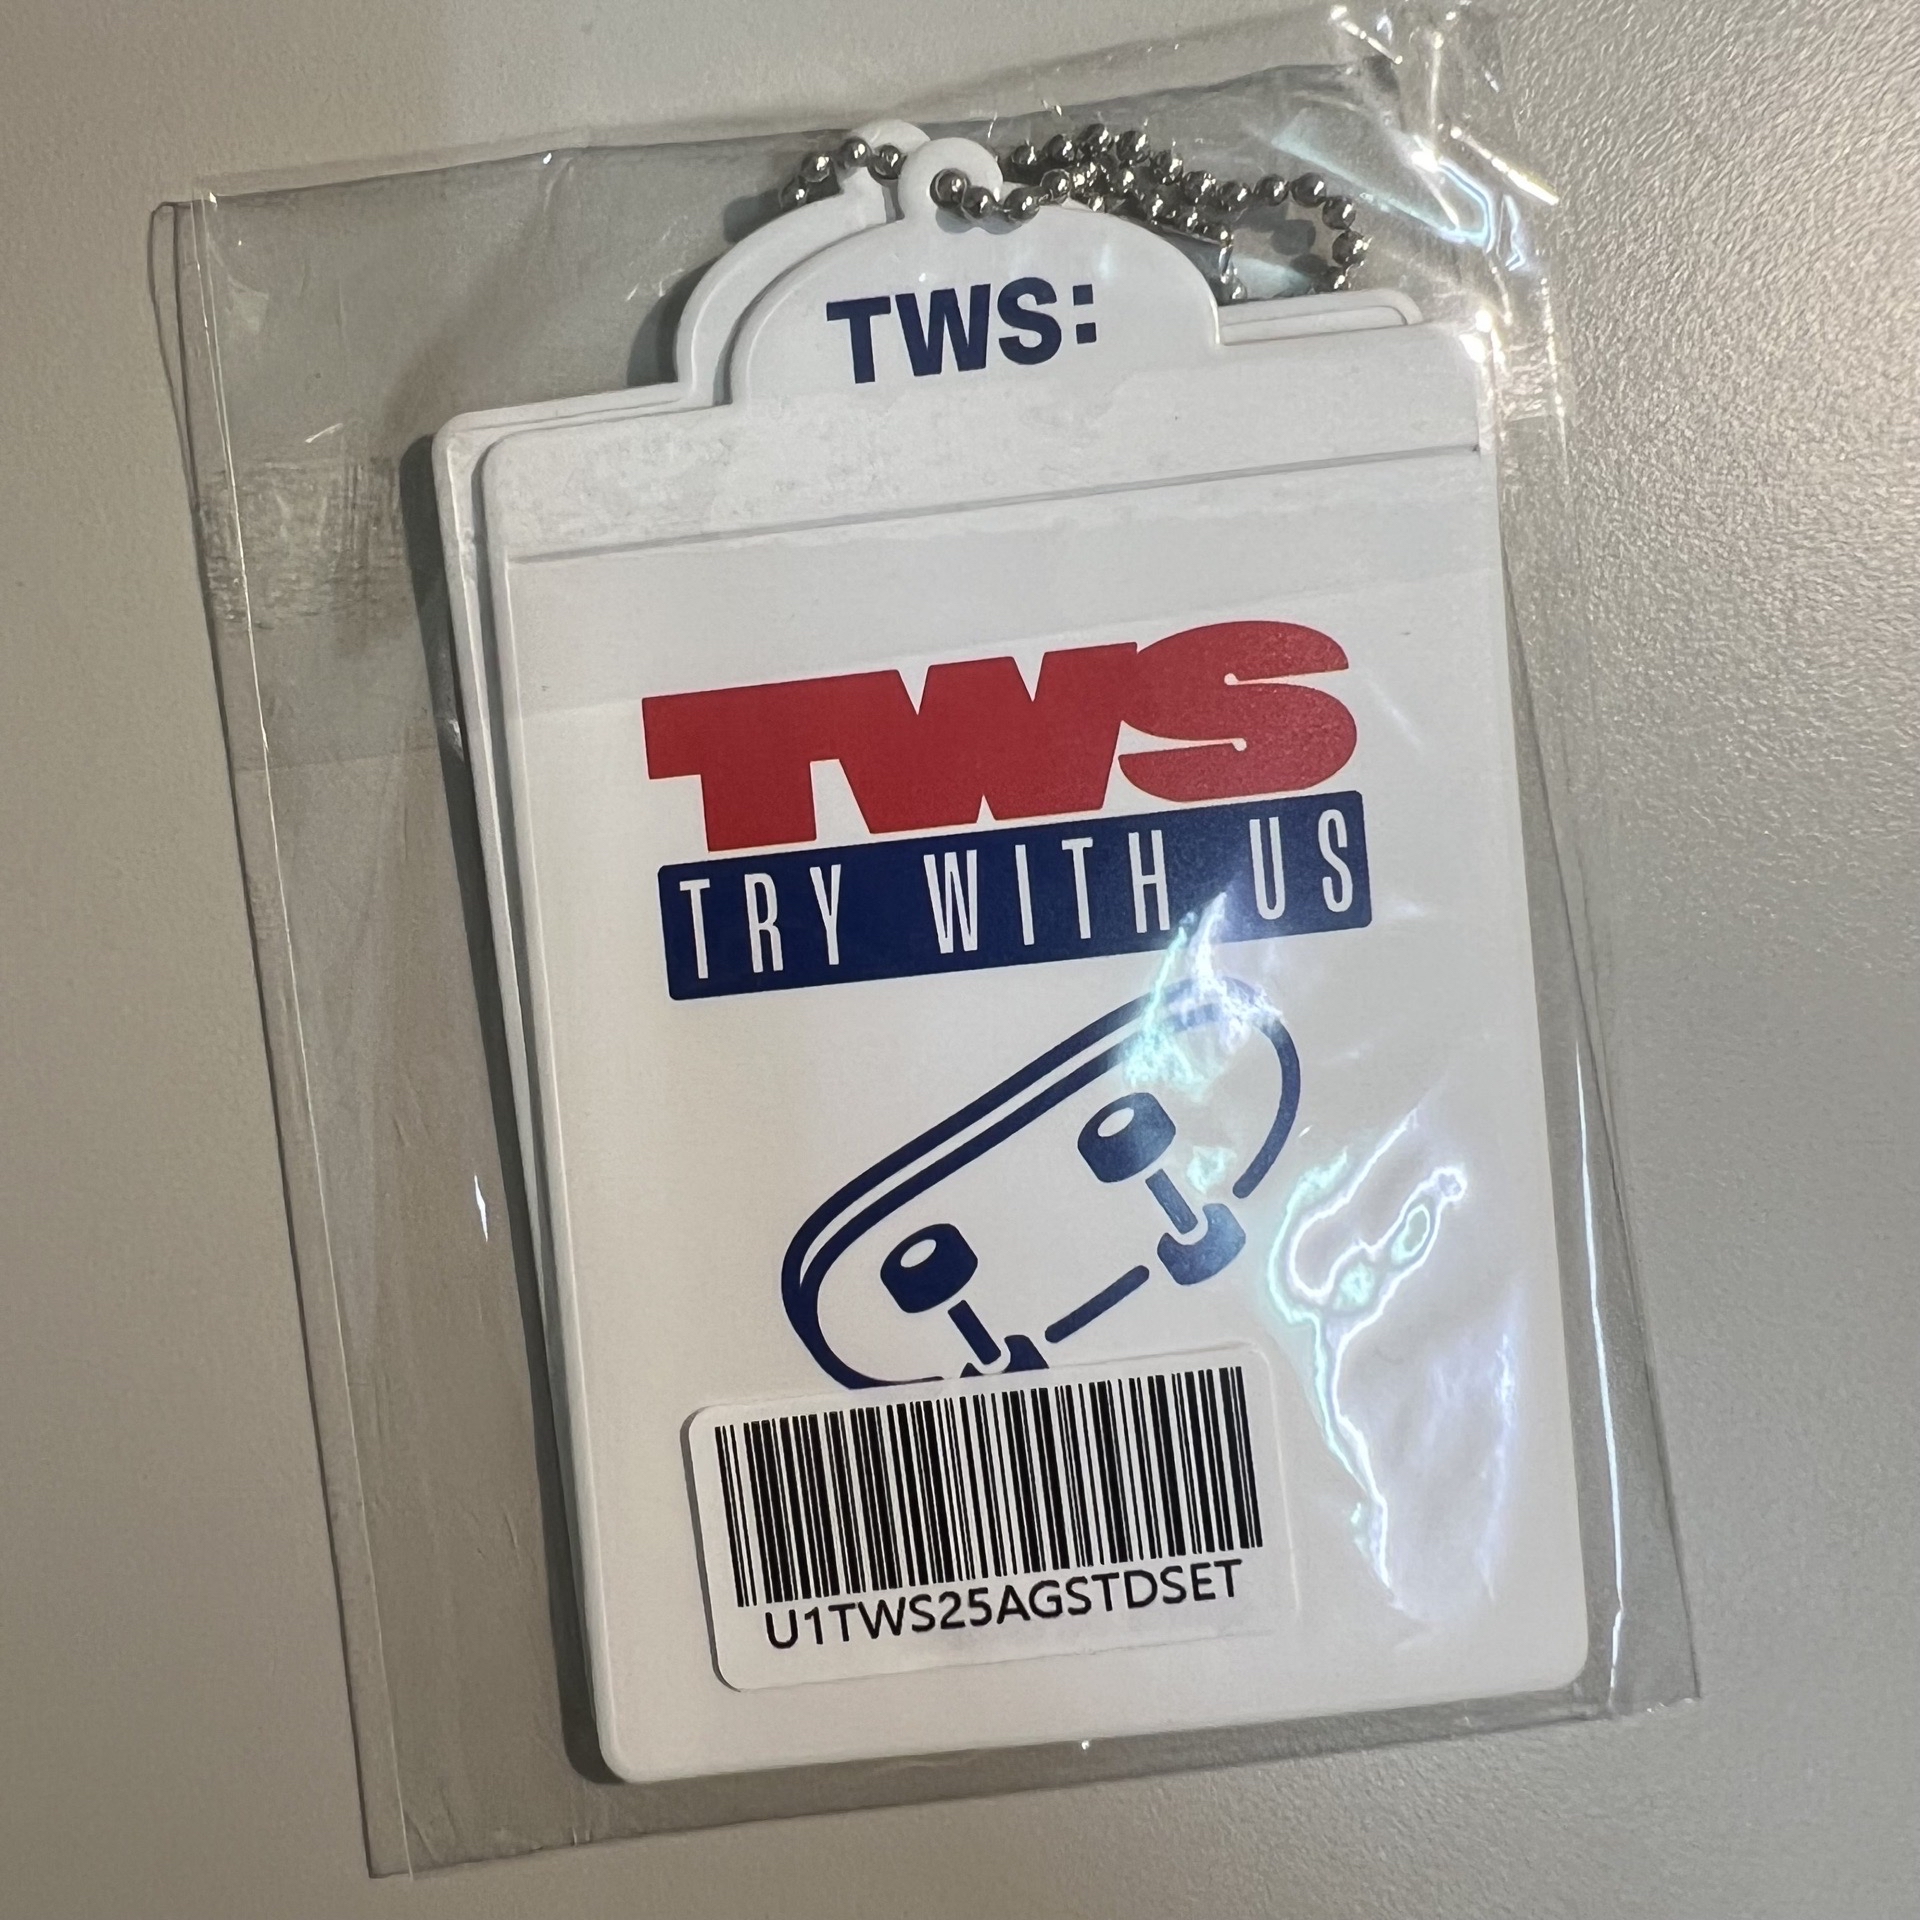 TWS:
TWS
TRY WITH US
U1TWS25AGSTDSET